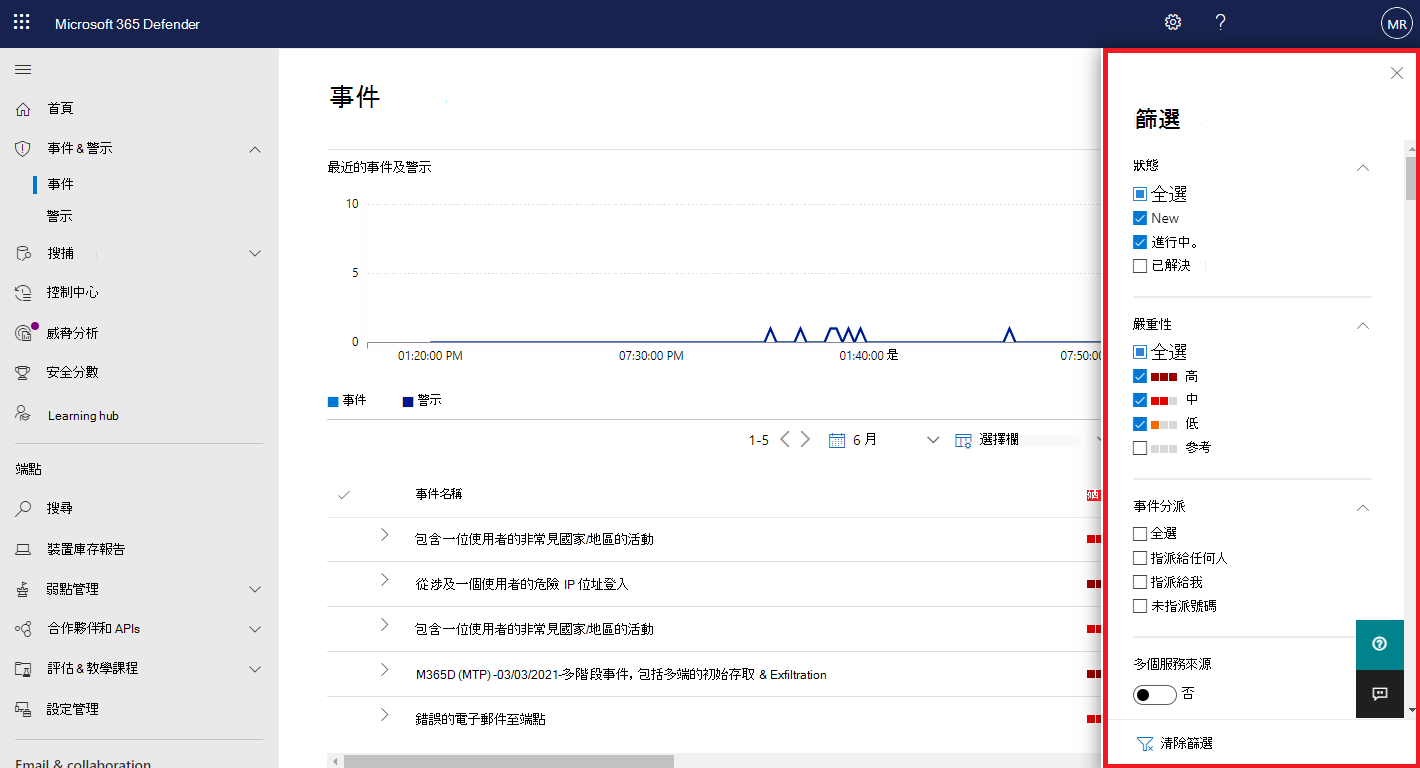 Microsoft 365 Defender
?
MR
首頁
事件 & 警示
事件
警示
搜捕
控制中心
威脅分析
安全分數
Learning hub
端點
搜尋
裝置庫存報告
弱點管理
合作夥伴和 APIs
評估 & 教學課程
設定管理
Email & collaboration
事件
最近的事件及警示
10
5
0
01:20:00 PM
07:30:00 PM
01:40:00 是
07:50:00
事件
警示
1-5
6 月
選擇欄
事件名稱
包含一位使用者的非常見國家/地區的活動
從涉及一個使用者的危險 IP 位址登入
包含一位使用者的非常見國家/地區的活動
M365D (MTP) -03/03/2021-多階段事件, 包括多端的初始存取 & Exfiltration
錯誤的電子郵件至端點
篩選
狀態
全選
New
進行中。
已解決
嚴重性
全選
高
中
低
參考
事件分派
全選
指派給任何人
指派給我
未指派號碼
多個服務來源
否
清除篩選